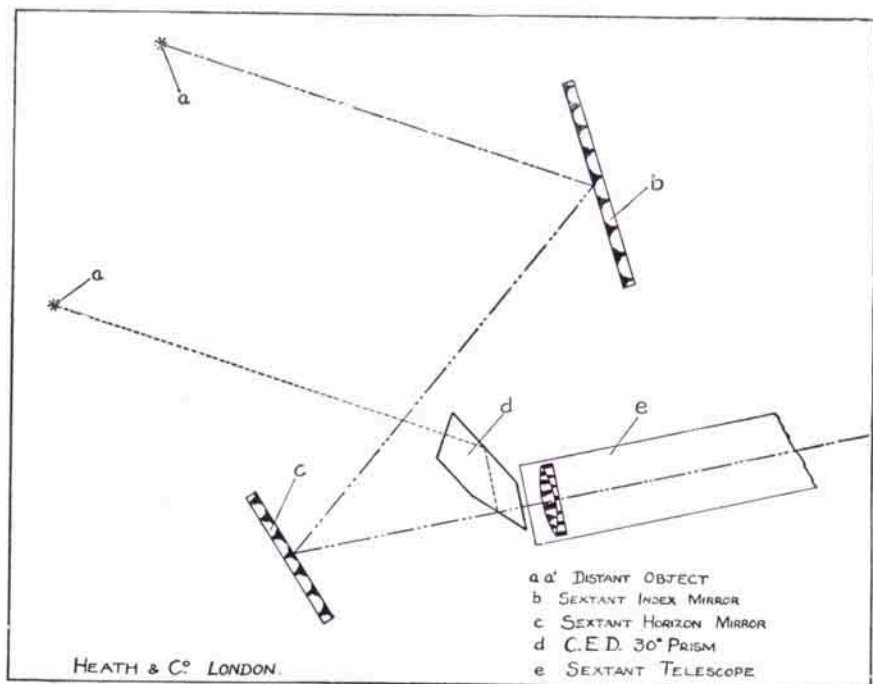 a
b
a
d
e
c
a a' DISTANT OBJECT
b SEXTANT INDEX MIRROR
c SEXTANT HORIZON MIRROR
d C.E.D. 30° PRISM
e SEXTANT TELESCOPE
HEATH & Cº LONDON.